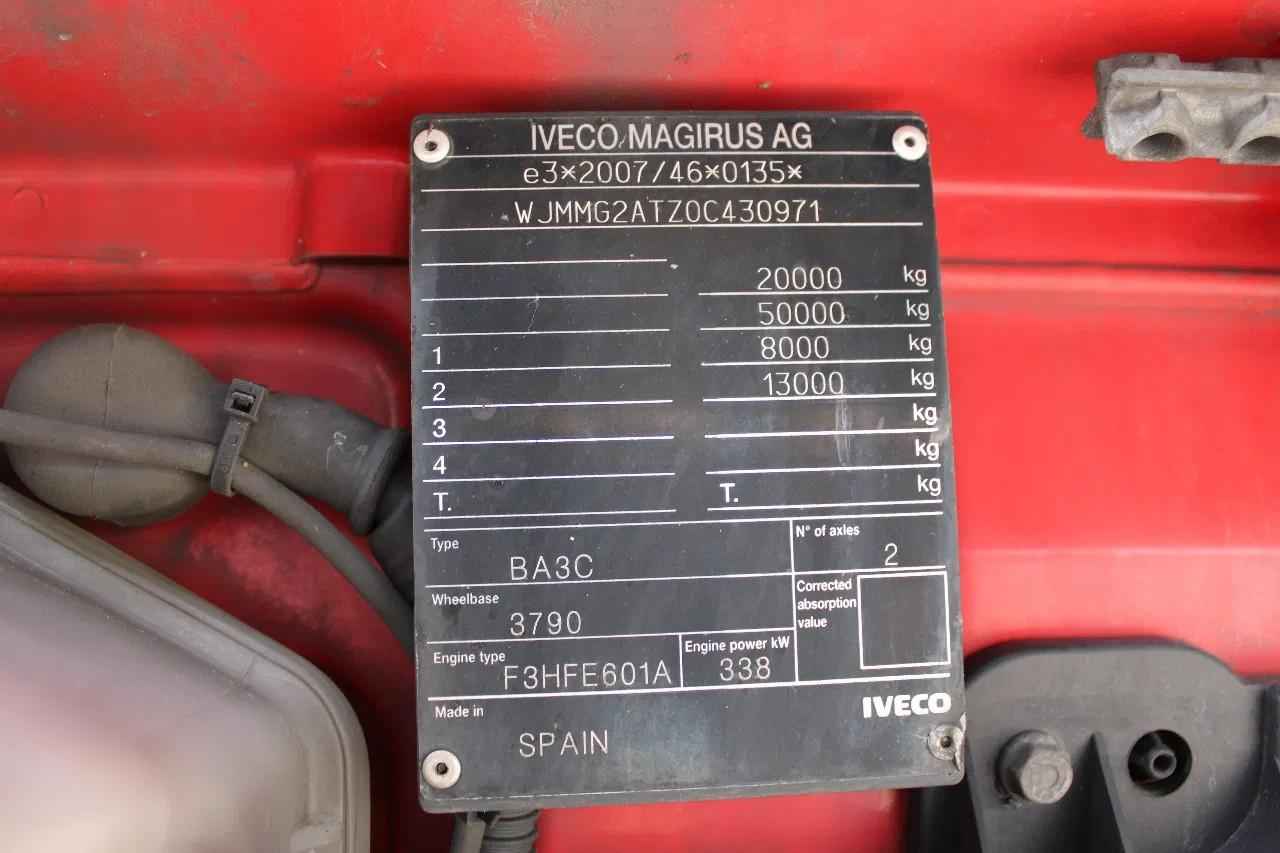 IVECO MAGIRUS AG
e3*2007/46*0135*
WJMMG2ATZ0C430971
20000 kg
50000 kg
1 8000 kg
2 13000 kg
3 kg
4 kg
T. T. kg
Type BA3C
N° of axles 2
Wheelbase 3790
Corrected absorption value
Engine type F3HFE601A
Engine power kW 338
Made in SPAIN
IVECO